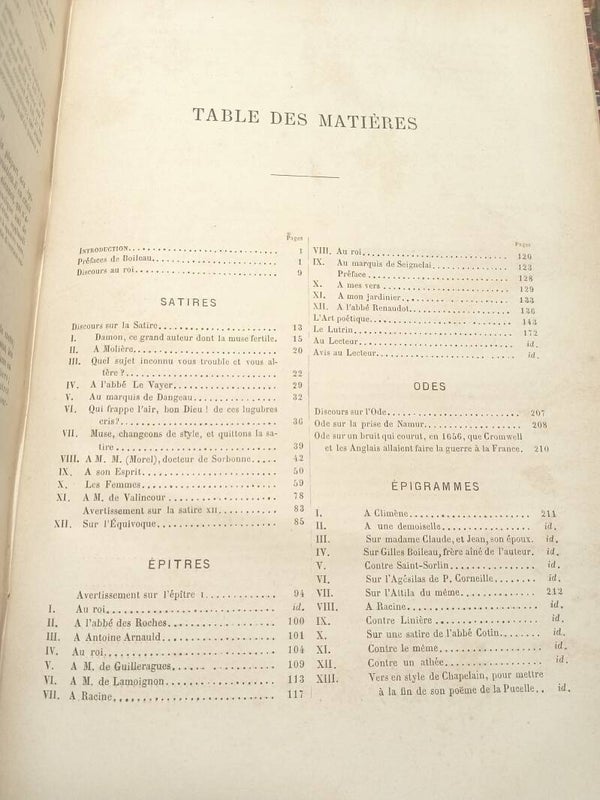 TABLE DES MATIÈRES
Pages
INTRODUCTION 1
Préfaces de Boileau 1
Discours au roi 9
SATIRES
Discours sur la Satire 13
I. Damon, ce grand auteur dont la muse fertile. 15
II. A Molière 20
III. Quel sujet inconnu vous trouble et vous al-
tère? 22
IV. A l'abbé Le Vayer 29
V. Au marquis de Dangeau 32
VI. Qui frappe l'air, bon Dieu! de ces lugubres
cris? 36
VII. Muse, changeons de style, et quittons la sa-
tire 39
VIII. A M. M. (Morel), docteur de Sorbonne 42
IX. A son Esprit 50
X. Les Femmes 59
XI. A M. de Valincour 78
Avertissement sur la satire XII 83
XII. Sur l'Équivoque 85
ÉPITRES
Avertissement sur l'épître I 94
I. Au roi id.
II. A l'abbé des Roches 100
III. A Antoine Arnauld 101
IV. Au roi 104
V. A M. de Guilleragues 109
VI. A M. de Lamoignon 113
VII. A Racine 117
Pages
VIII. Au roi 120
IX. Au marquis de Seignelai 123
Préface 128
X. A mes vers 129
XI. A mon jardinier 133
XII. A l'abbé Renaudot 136
L'Art poétique 143
Le Lutrin 172
Au Lecteur id.
Avis au Lecteur id.
ODES
Discours sur l'Ode 207
Ode sur la prise de Namur 208
Ode sur un bruit qui courut, en 1656, que Cromwell
et les Anglais allaient faire la guerre à la France. 210
ÉPIGRAMMES
I. A Climène 211
II. A une demoiselle id.
III. Sur madame Claude, et Jean, son époux. id.
IV. Sur Gilles Boileau, frère aîné de l'auteur. id.
V. Contre Saint-Sorlin id.
VI. Sur l'Agésilas de P. Corneille id.
VII. Sur l'Attila du même 212
VIII. A Racine id.
IX. Contre Linière id.
X. Sur une satire de l'abbé Cotin id.
XI. Contre le même id.
XII. Contre un athée id.
XIII. Vers en style de Chapelain, pour mettre
à la fin de son poëme de la Pucelle id.